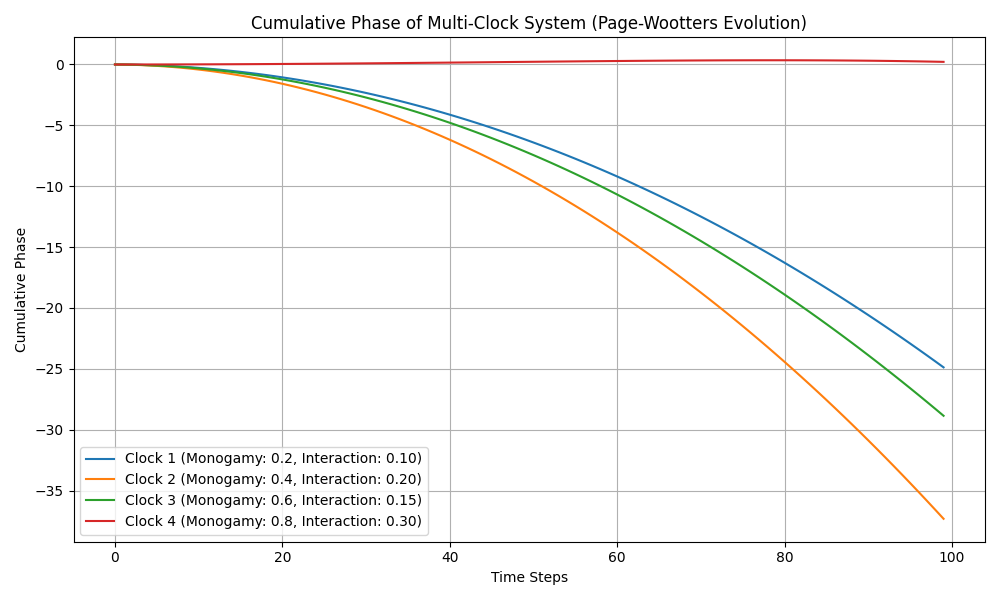 Cumulative Phase of Multi-Clock System (Page-Wootters Evolution)
Cumulative Phase
0
−5
−10
−15
−20
−25
−30
−35
Clock 1 (Monogamy: 0.2, Interaction: 0.10)
Clock 2 (Monogamy: 0.4, Interaction: 0.20)
Clock 3 (Monogamy: 0.6, Interaction: 0.15)
Clock 4 (Monogamy: 0.8, Interaction: 0.30)
0 20 40 60 80 100
Time Steps